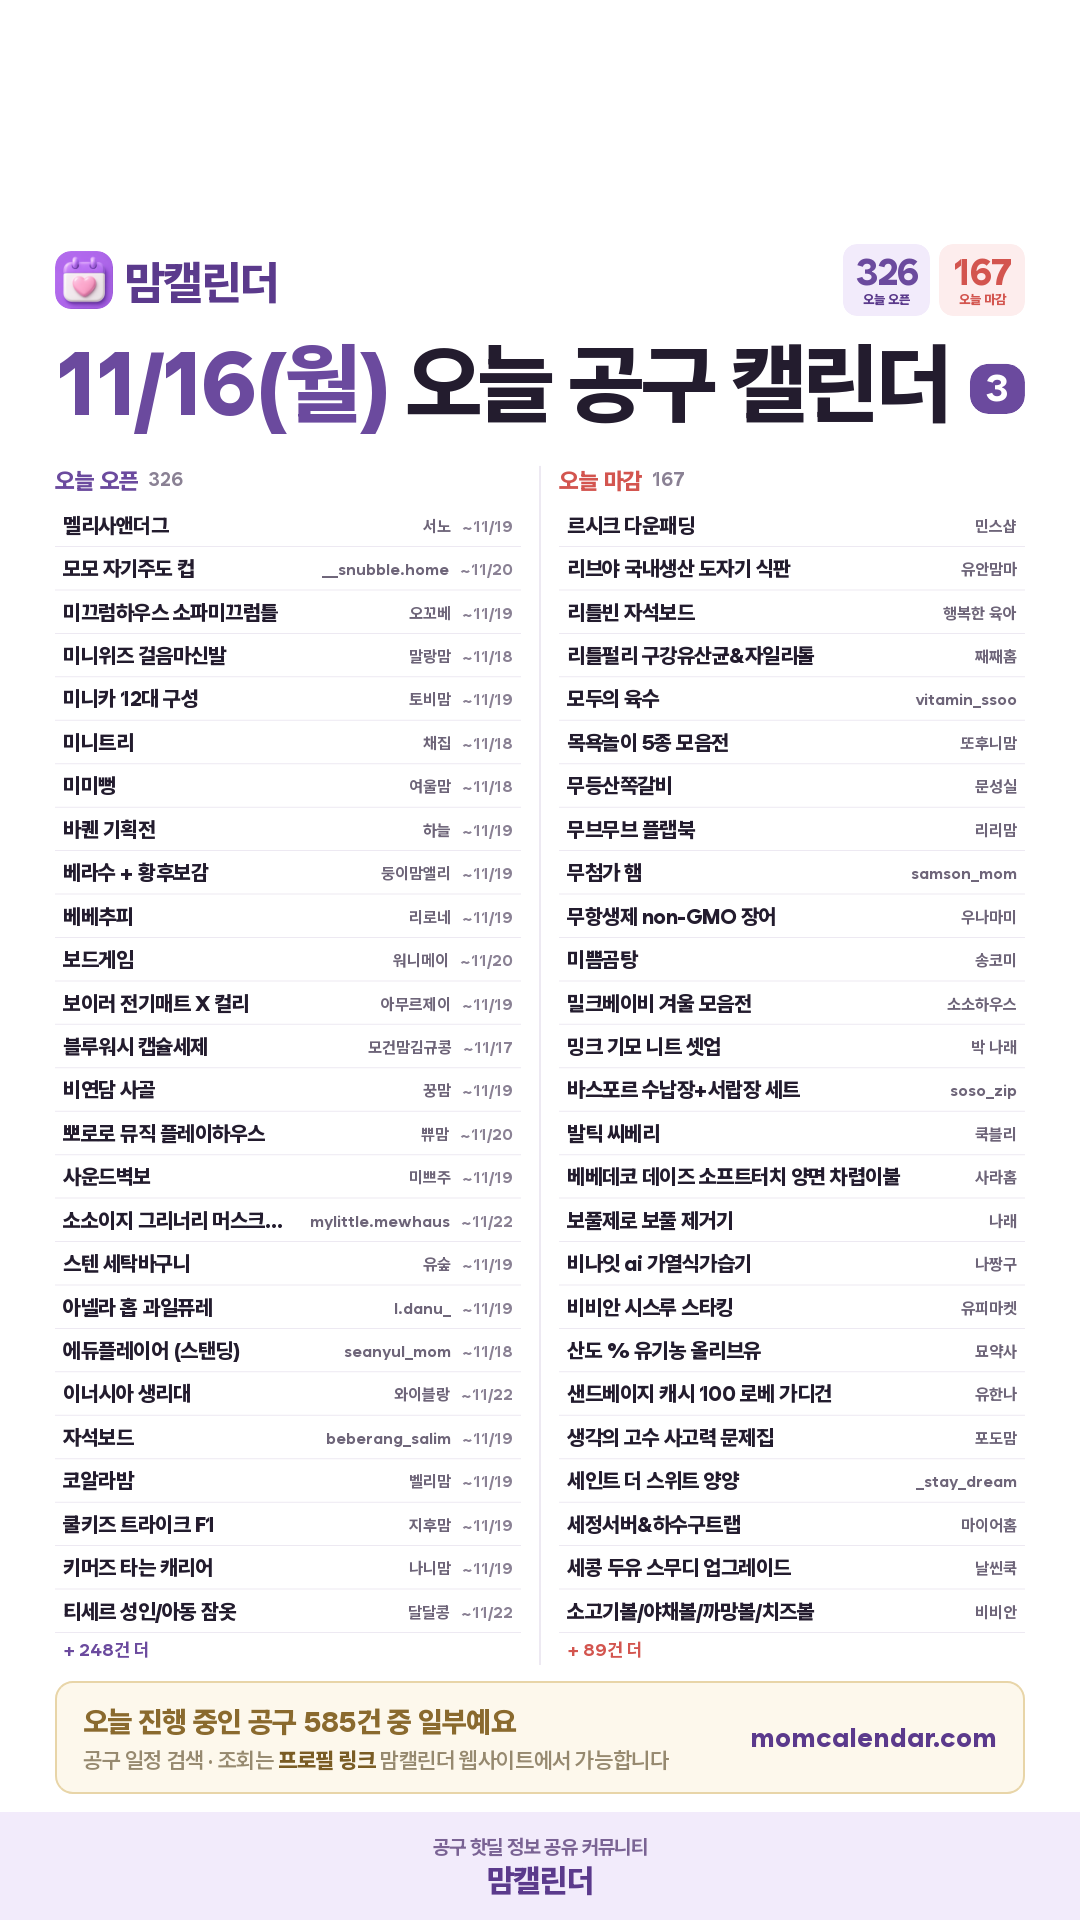 맘캘린더
326
오늘 오픈
167
오늘 마감
11/16(월) 오늘 공구 캘린더 3
오늘 오픈 326
멜리사앤더그 서노 ~11/19
모모 자기주도 컵 __snubble.home ~11/20
미끄럼하우스 소파미끄럼틀 오꼬베 ~11/19
미니위즈 걸음마신발 말랑맘 ~11/18
미니카 12대 구성 토비맘 ~11/19
미니트리 채집 ~11/18
미미뻥 여울맘 ~11/18
바퀜 기획전 하늘 ~11/19
베라수 + 황후보감 둥이맘앨리 ~11/19
베베추피 리로네 ~11/19
보드게임 워니메이 ~11/20
보이러 전기매트 X 컬리 아무르제이 ~11/19
블루워시 캡슐세제 모건맘김규콩 ~11/17
비연담 사골 꿍맘 ~11/19
뽀로로 뮤직 플레이하우스 쀼맘 ~11/20
사운드벽보 미쁘주 ~11/19
소소이지 그리너리 머스크... mylittle.mewhaus ~11/22
스텐 세탁바구니 유숲 ~11/19
아넬라 홉 과일퓨레 l.danu_ ~11/19
에듀플레이어 (스탠딩) seanyul_mom ~11/18
이너시아 생리대 와이블랑 ~11/22
자석보드 beberang_salim ~11/19
코알라밤 벨리맘 ~11/19
쿨키즈 트라이크 F1 지후맘 ~11/19
키머즈 타는 캐리어 나니맘 ~11/19
티세르 성인/아동 잠옷 달달콩 ~11/22
+ 248건 더
오늘 마감 167
르시크 다운패딩 민스샵
리브야 국내생산 도자기 식판 유안맘마
리틀빈 자석보드 행복한 육아
리틀펄리 구강유산균&자일리톨 째째홈
모두의 육수 vitamin_ssoo
목욕놀이 5종 모음전 또후니맘
무등산쪽갈비 문성실
무브무브 플랩북 리리맘
무첨가 햄 samson_mom
무항생제 non-GMO 장어 우나마미
미쁨곰탕 송코미
밀크베이비 겨울 모음전 소소하우스
밍크 기모 니트 셋업 박 나래
바스포르 수납장+서랍장 세트 soso_zip
발틱 씨베리 쿡블리
베베데코 데이즈 소프트터치 양면 차렵이불 사라홈
보풀제로 보풀 제거기 나래
비나잇 ai 가열식가습기 나짱구
비비안 시스루 스타킹 유피마켓
산도 % 유기농 올리브유 묘약사
샌드베이지 캐시 100 로베 가디건 유한나
생각의 고수 사고력 문제집 포도맘
세인트 더 스위트 양양 _stay_dream
세정서버&하수구트랩 마이어홈
세콩 두유 스무디 업그레이드 날씬쿡
소고기볼/야채볼/까망볼/치즈볼 비비안
+ 89건 더
오늘 진행 중인 공구 585건 중 일부예요
공구 일정 검색 · 조회는 프로필 링크 맘캘린더 웹사이트에서 가능합니다
momcalendar.com
공구 핫딜 정보 공유 커뮤니티
맘캘린더